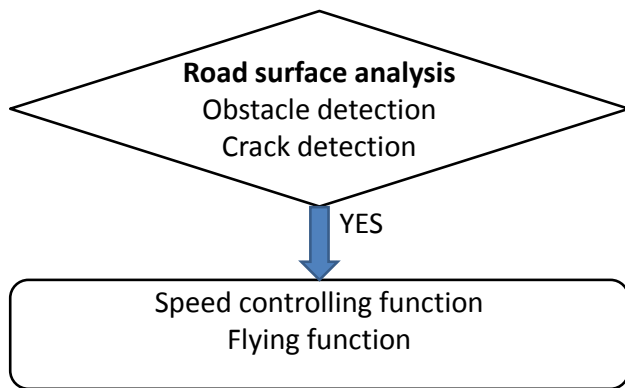 Road surface analysis
Obstacle detection
Crack detection
YES
Speed controlling function
Flying function